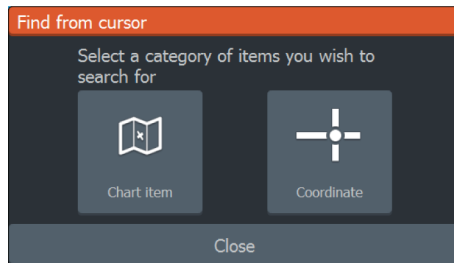 Find from cursor
Select a category of items you wish to
search for
Chart item
Coordinate
Close